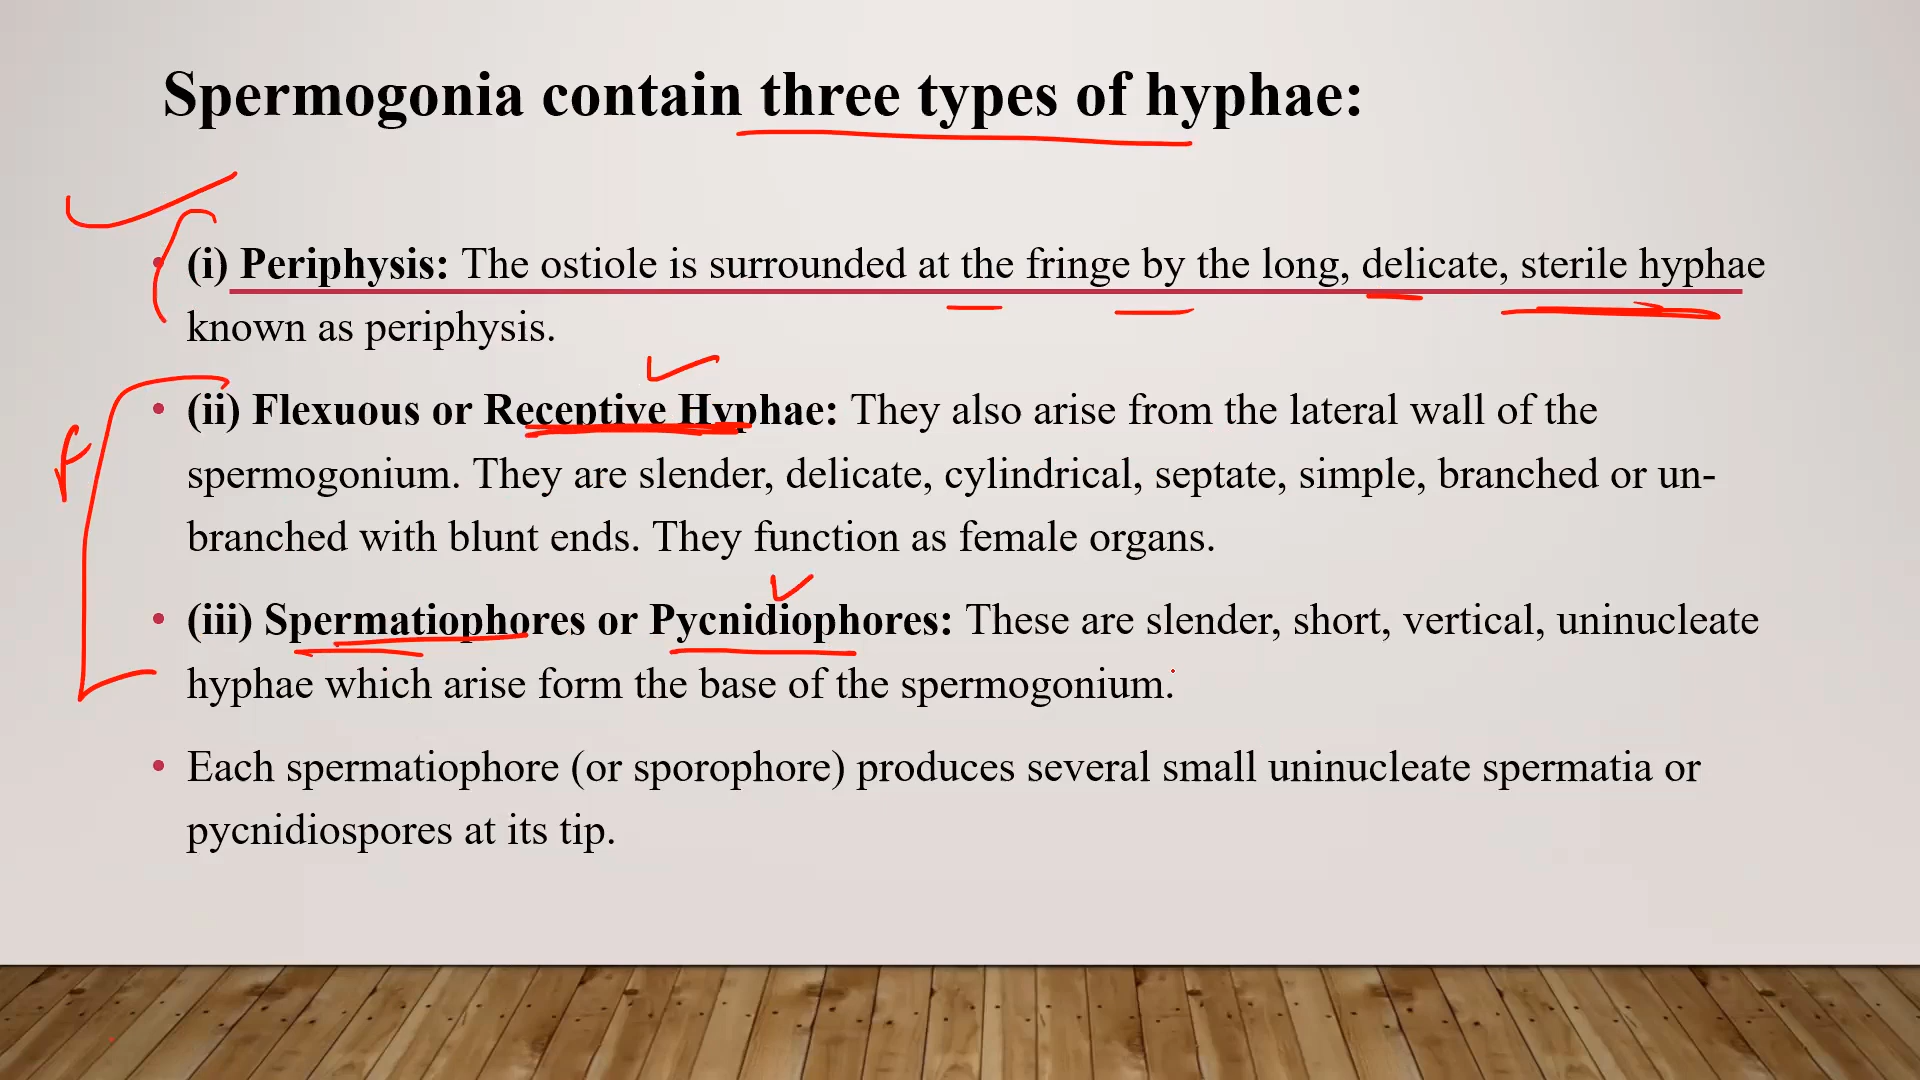 Spermogonia contain three types of hyphae:
• (i) Periphysis: The ostiole is surrounded at the fringe by the long, delicate, sterile hyphae
known as periphysis.
• (ii) Flexuous or Receptive Hyphae: They also arise from the lateral wall of the
spermogonium. They are slender, delicate, cylindrical, septate, simple, branched or un-
branched with blunt ends. They function as female organs.
• (iii) Spermatiophores or Pycnidiophores: These are slender, short, vertical, uninucleate
hyphae which arise form the base of the spermogonium.
• Each spermatiophore (or sporophore) produces several small uninucleate spermatia or
pycnidiospores at its tip.